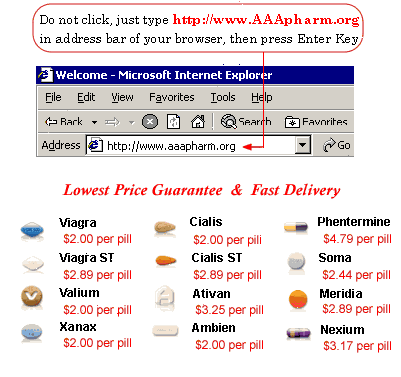 Do not click, just type http://www.AAApharm.org
in address bar of your browser, then press Enter Key
Welcome - Microsoft Internet Explorer
File Edit View Favorites Tools Help
Back Search Favorites
Address http://www.aaapharm.org Go
Lowest Price Guarantee & Fast Delivery
Viagra Cialis Phentermine
$2.00 per pill $2.00 per pill $4.79 per pill
Viagra ST Cialis ST Soma
$2.89 per pill $2.89 per pill $2.44 per pill
Valium Ativan Meridia
$2.00 per pill $3.25 per pill $2.89 per pill
Xanax Ambien Nexium
$2.00 per pill $2.00 per pill $3.17 per pill